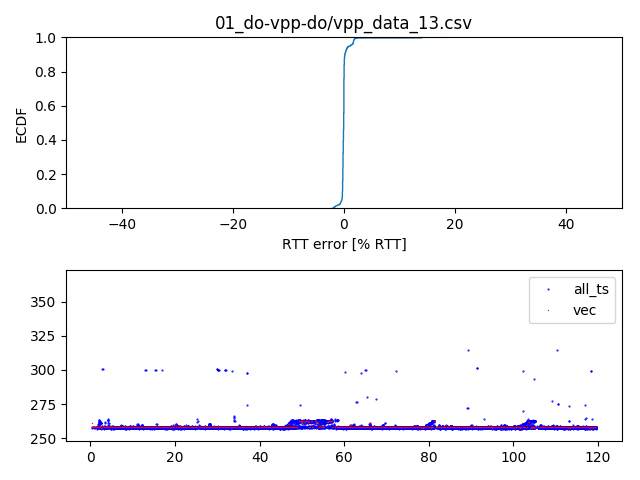 01_do-vpp-do/vpp_data_13.csv
1.0
0.8
0.6
0.4
0.2
0.0
ECDF
−40 −20 0 20 40
RTT error [% RTT]
350
325
300
275
250
all_ts
vec
0 20 40 60 80 100 120